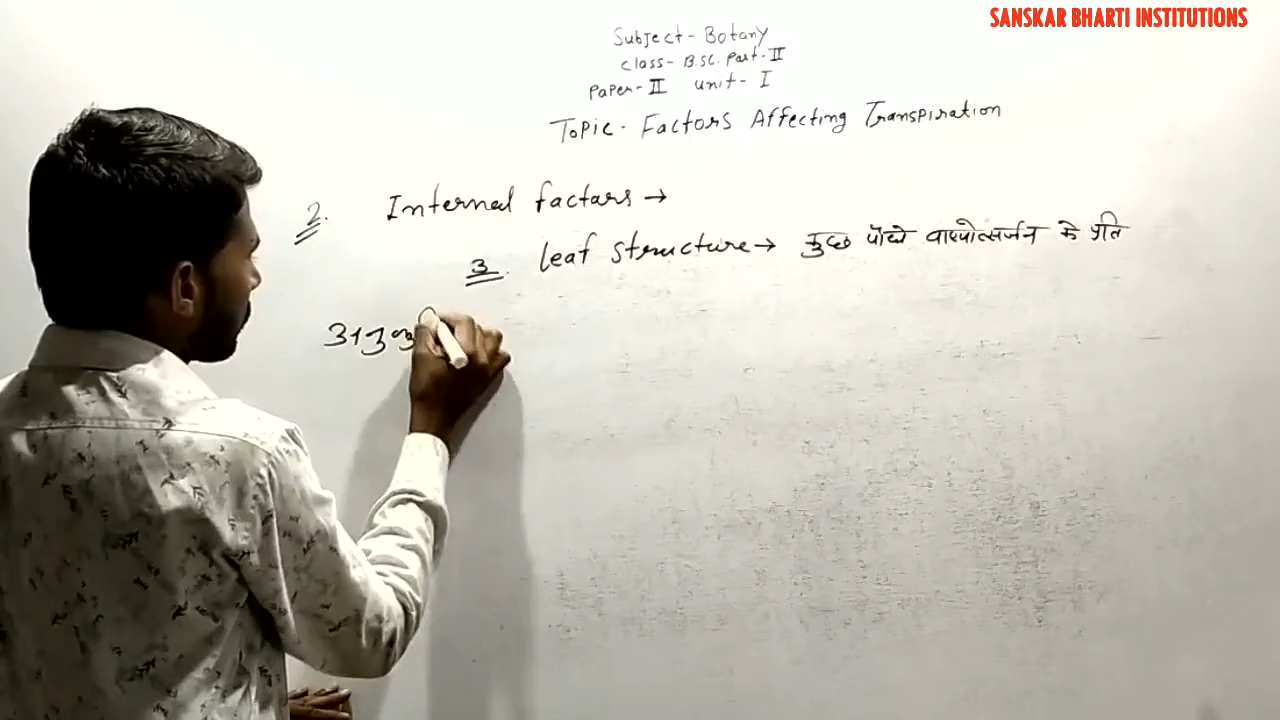 SANSKAR BHARTI INSTITUTIONS
Subject - Botany
Class - B.Sc. Part - II
Paper - II Unit - I
Topic - Factors Affecting Transpiration
2. Internal factors →
3. leaf structure → कुछ पौधे वाष्पोत्सर्जन के प्रति